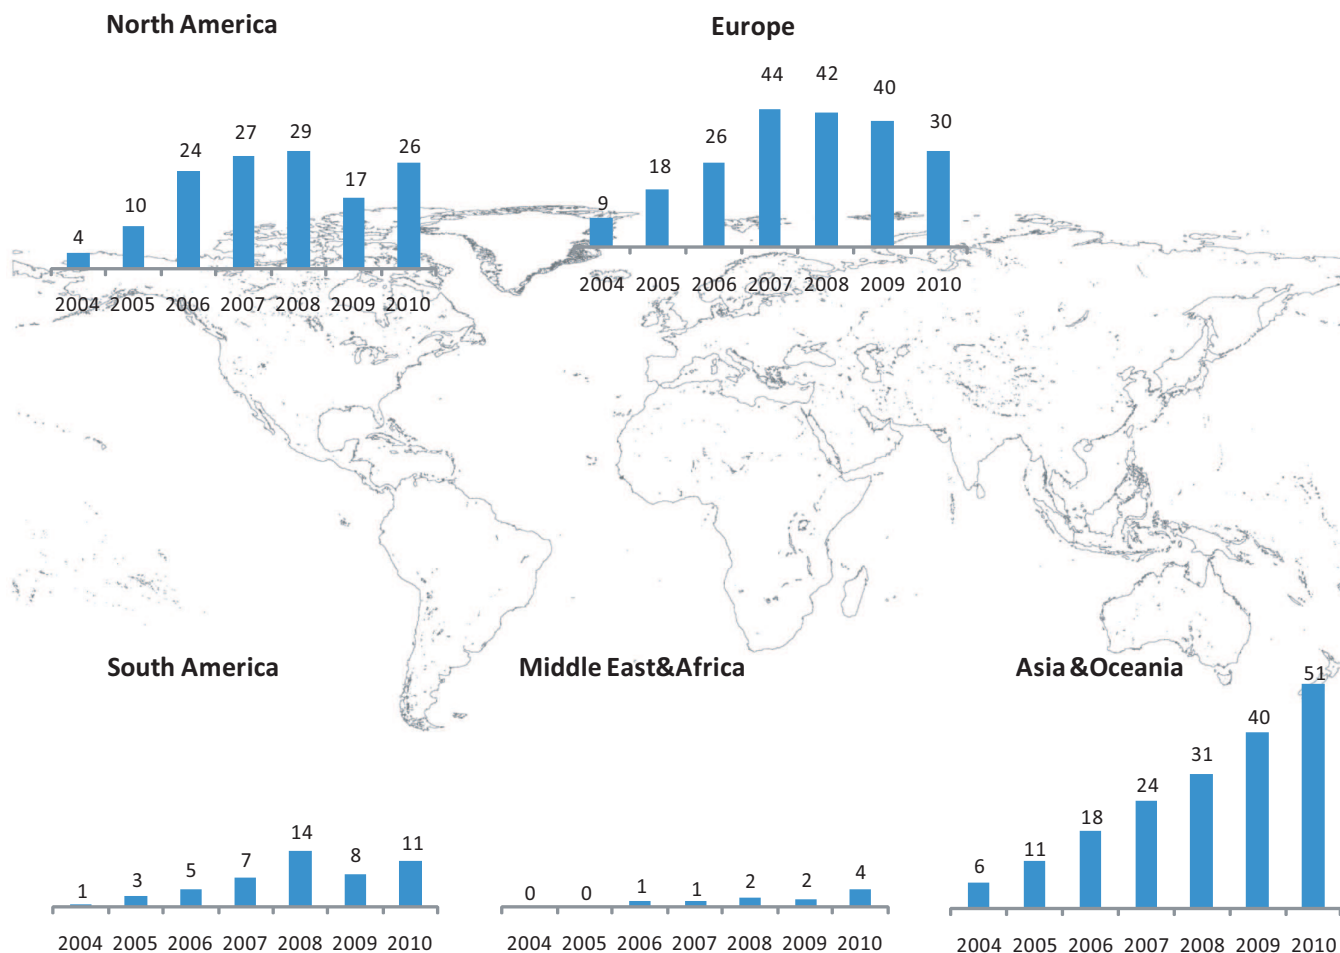 North America
4 10 24 27 29 17 26
2004 2005 2006 2007 2008 2009 2010
Europe
9 18 26 44 42 40 30
2004 2005 2006 2007 2008 2009 2010
South America
1 3 5 7 14 8 11
2004 2005 2006 2007 2008 2009 2010
Middle East&Africa
0 0 1 1 2 2 4
2004 2005 2006 2007 2008 2009 2010
Asia &Oceania
6 11 18 24 31 40 51
2004 2005 2006 2007 2008 2009 2010